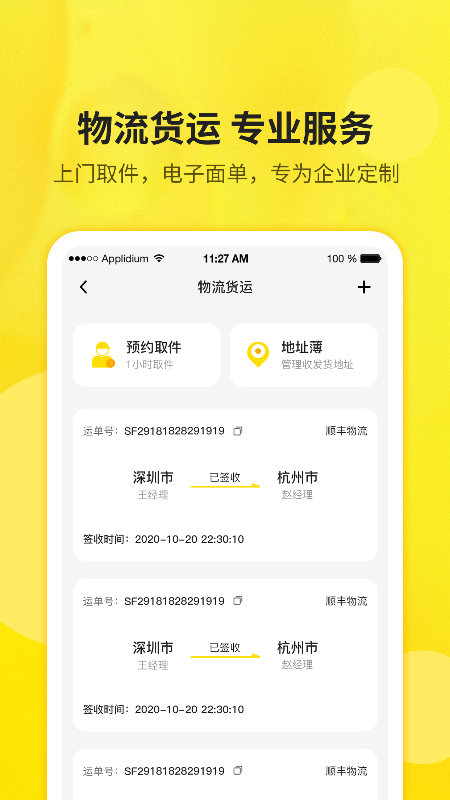 物流货运 专业服务
上门取件，电子面单，专为企业定制
Applidium 11:27 AM 100 %
物流货运
预约取件
1小时取件
地址薄
管理收发货地址
运单号：SF29181828291919 顺丰物流
深圳市 已签收 杭州市
王经理 赵经理
签收时间：2020-10-20 22:30:10
运单号：SF29181828291919 顺丰物流
深圳市 已签收 杭州市
王经理 赵经理
签收时间：2020-10-20 22:30:10
运单号：SF29181828291919 顺丰物流